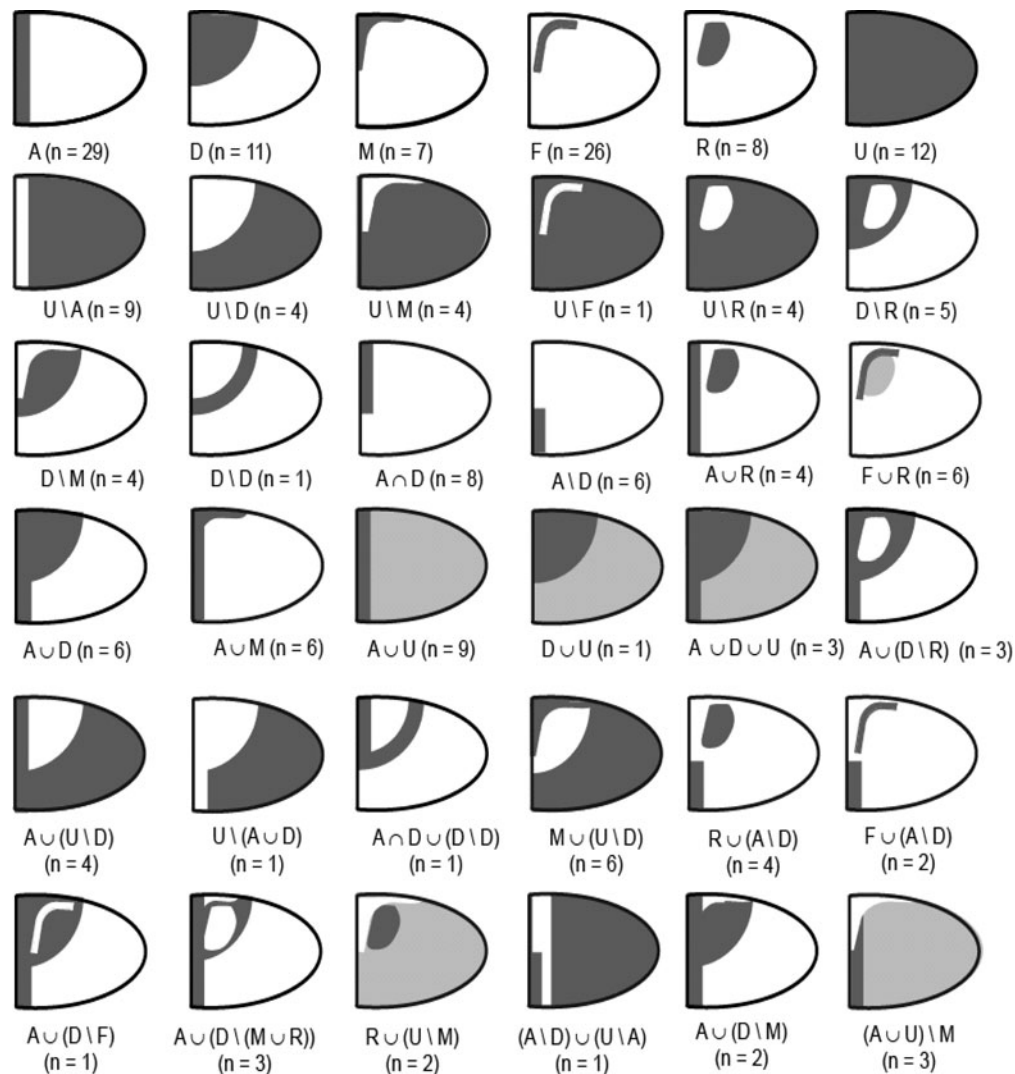 A (n = 29) D (n = 11) M (n = 7) F (n = 26) R (n = 8) U (n = 12)
U \ A (n = 9) U \ D (n = 4) U \ M (n = 4) U \ F (n = 1) U \ R (n = 4) D \ R (n = 5)
D \ M (n = 4) D \ D (n = 1) A ∩ D (n = 8) A \ D (n = 6) A ∪ R (n = 4) F ∪ R (n = 6)
A ∪ D (n = 6) A ∪ M (n = 6) A ∪ U (n = 9) D ∪ U (n = 1) A ∪ D ∪ U (n = 3) A ∪ (D \ R) (n = 3)
A ∪ (U \ D) U \ (A ∪ D) A ∩ D ∪ (D \ D) M ∪ (U \ D) R ∪ (A \ D) F ∪ (A \ D)
(n = 4) (n = 1) (n = 1) (n = 6) (n = 4) (n = 2)
A ∪ (D \ F) A ∪ (D \ (M ∪ R)) R ∪ (U \ M) (A \ D) ∪ (U \ A) A ∪ (D \ M) (A ∪ U) \ M
(n = 1) (n = 3) (n = 2) (n = 1) (n = 2) (n = 3)